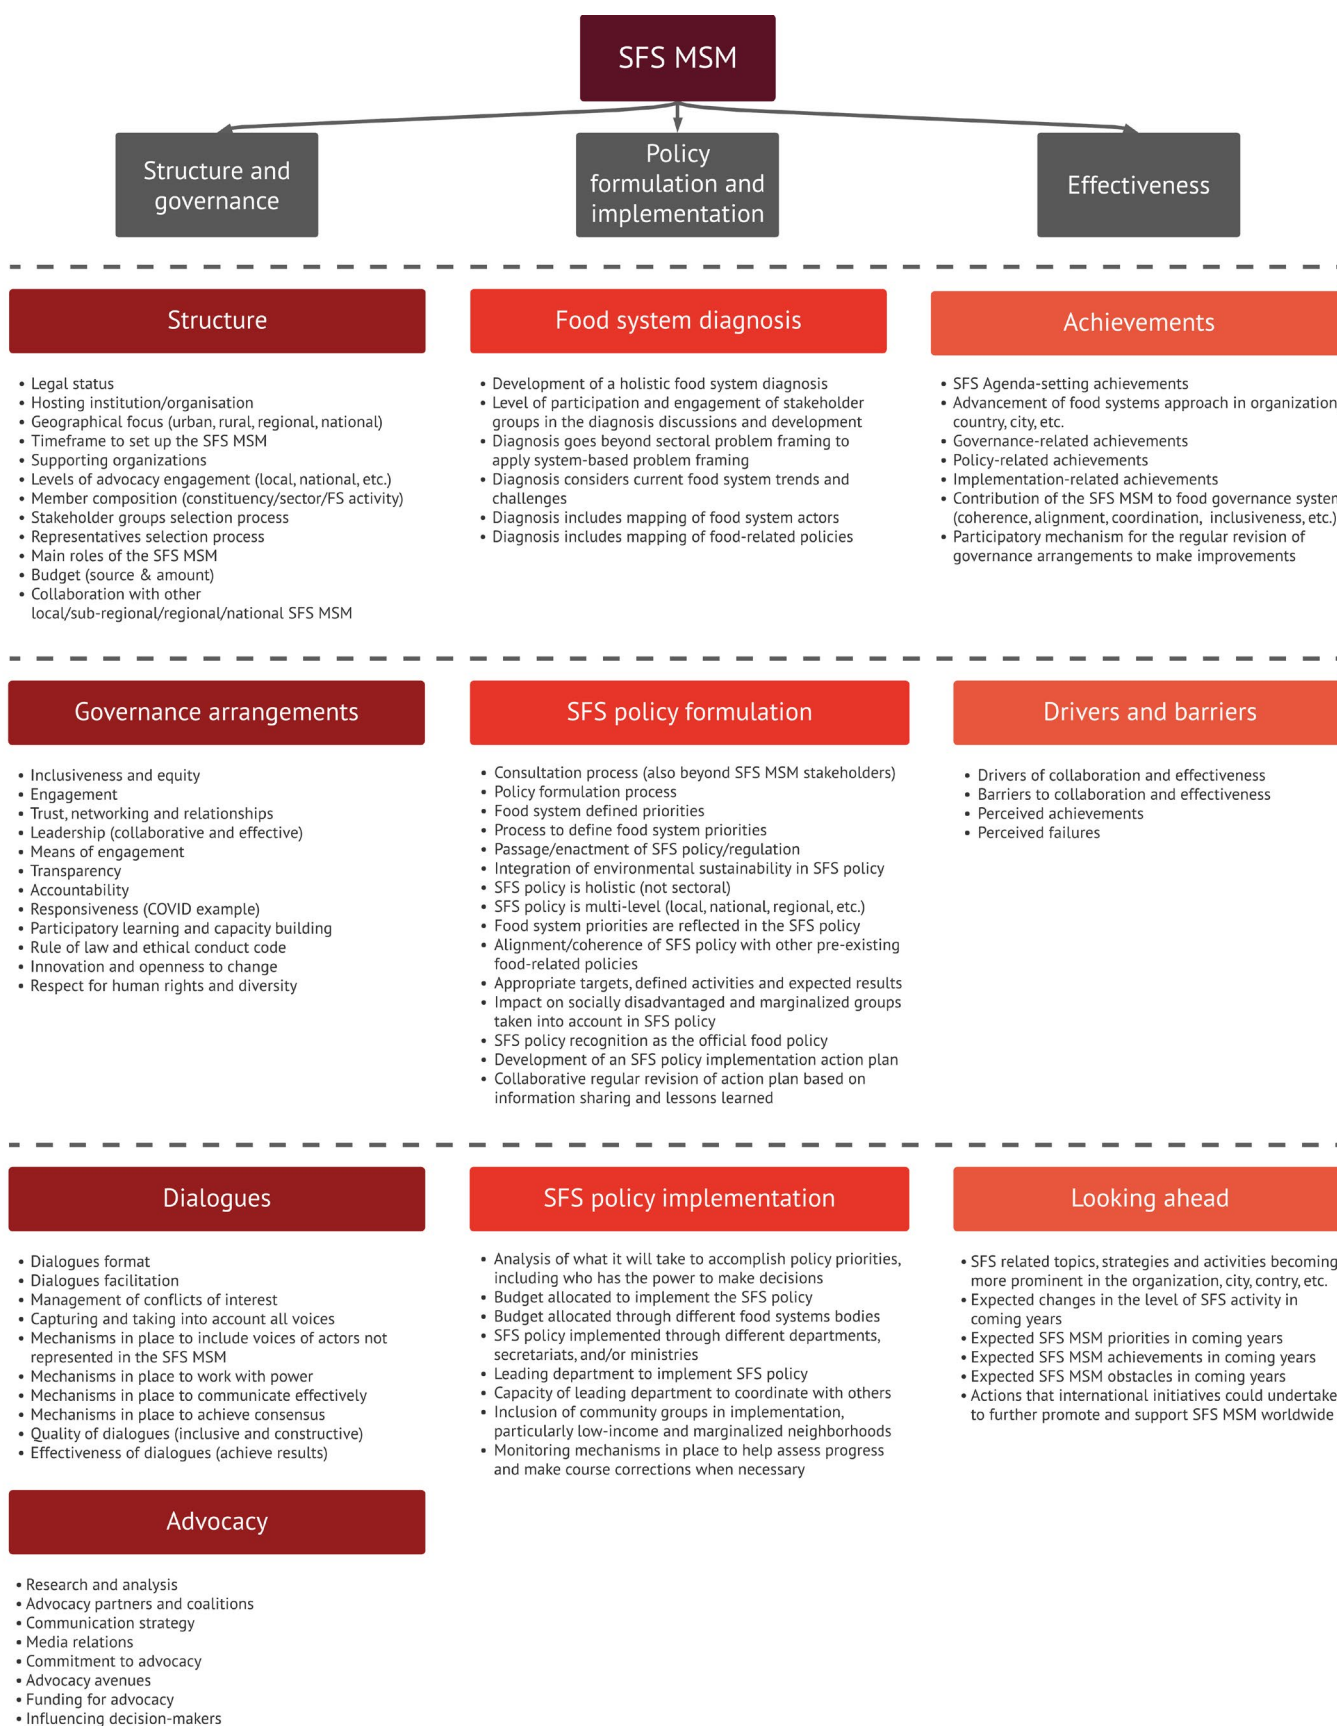 SFS MSM
Structure and
governance
Policy
formulation and
implementation
Effectiveness
Structure
• Legal status
• Hosting institution/organisation
• Geographical focus (urban, rural, regional, national)
• Timeframe to set up the SFS MSM
• Supporting organizations
• Levels of advocacy engagement (local, national, etc.)
• Member composition (constituency/sector/FS activity)
• Stakeholder groups selection process
• Representatives selection process
• Main roles of the SFS MSM
• Budget (source & amount)
• Collaboration with other
local/sub-regional/regional/national SFS MSM
Food system diagnosis
• Development of a holistic food system diagnosis
• Level of participation and engagement of stakeholder
groups in the diagnosis discussions and development
• Diagnosis goes beyond sectoral problem framing to
apply system-based problem framing
• Diagnosis considers current food system trends and
challenges
• Diagnosis includes mapping of food system actors
• Diagnosis includes mapping of food-related policies
Achievements
• SFS Agenda-setting achievements
• Advancement of food systems approach in organization
country, city, etc.
• Governance-related achievements
• Policy-related achievements
• Implementation-related achievements
• Contribution of the SFS MSM to food governance system
(coherence, alignment, coordination, inclusiveness, etc.)
• Participatory mechanism for the regular revision of
governance arrangements to make improvements
Governance arrangements
• Inclusiveness and equity
• Engagement
• Trust, networking and relationships
• Leadership (collaborative and effective)
• Means of engagement
• Transparency
• Accountability
• Responsiveness (COVID example)
• Participatory learning and capacity building
• Rule of law and ethical conduct code
• Innovation and openness to change
• Respect for human rights and diversity
SFS policy formulation
• Consultation process (also beyond SFS MSM stakeholders)
• Policy formulation process
• Food system defined priorities
• Process to define food system priorities
• Passage/enactment of SFS policy/regulation
• Integration of environmental sustainability in SFS policy
• SFS policy is holistic (not sectoral)
• SFS policy is multi-level (local, national, regional, etc.)
• Food system priorities are reflected in the SFS policy
• Alignment/coherence of SFS policy with other pre-existing
food-related policies
• Appropriate targets, defined activities and expected results
• Impact on socially disadvantaged and marginalized groups
taken into account in SFS policy
• SFS policy recognition as the official food policy
• Development of an SFS policy implementation action plan
• Collaborative regular revision of action plan based on
information sharing and lessons learned
Drivers and barriers
• Drivers of collaboration and effectiveness
• Barriers to collaboration and effectiveness
• Perceived achievements
• Perceived failures
Dialogues
• Dialogues format
• Dialogues facilitation
• Management of conflicts of interest
• Capturing and taking into account all voices
• Mechanisms in place to include voices of actors not
represented in the SFS MSM
• Mechanisms in place to work with power
• Mechanisms in place to communicate effectively
• Mechanisms in place to achieve consensus
• Quality of dialogues (inclusive and constructive)
• Effectiveness of dialogues (achieve results)
SFS policy implementation
• Analysis of what it will take to accomplish policy priorities,
including who has the power to make decisions
• Budget allocated to implement the SFS policy
• Budget allocated through different food systems bodies
• SFS policy implemented through different departments,
secretariats, and/or ministries
• Leading department to implement SFS policy
• Capacity of leading department to coordinate with others
• Inclusion of community groups in implementation,
particularly low-income and marginalized neighborhoods
• Monitoring mechanisms in place to help assess progress
and make course corrections when necessary
Looking ahead
• SFS related topics, strategies and activities becoming
more prominent in the organization, city, contry, etc.
• Expected changes in the level of SFS activity in
coming years
• Expected SFS MSM priorities in coming years
• Expected SFS MSM achievements in coming years
• Expected SFS MSM obstacles in coming years
• Actions that international initiatives could undertake
to further promote and support SFS MSM worldwide
Advocacy
• Research and analysis
• Advocacy partners and coalitions
• Communication strategy
• Media relations
• Commitment to advocacy
• Advocacy avenues
• Funding for advocacy
• Influencing decision-makers